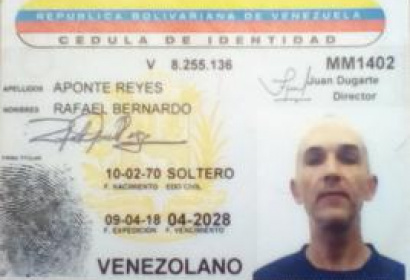 REPUBLICA BOLIVARIANA DE VENEZUELA
CEDULA DE IDENTIDAD
V 8.255.136 MM1402
Juan Dugarte
Director
APELLIDOS APONTE REYES
NOMBRES RAFAEL BERNARDO
FIRMA TITULAR
10-02-70 SOLTERO
F. NACIMIENTO EDO CIVIL
09-04-18 04-2028
F. EXPEDICION F. VENCIMIENTO
VENEZOLANO